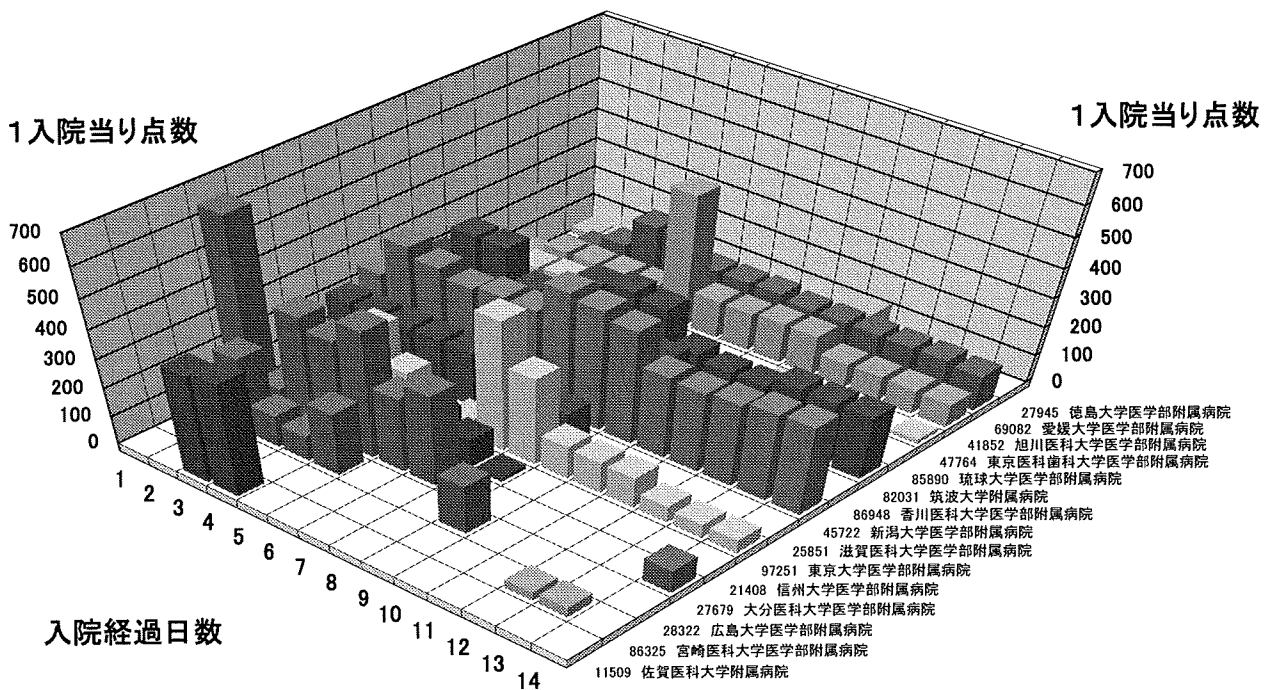 1入院当り点数
1入院当り点数
700
600
500
400
300
200
100
0
700
600
500
400
300
200
100
0
1
2
3
4
5
6
7
8
9
10
11
12
13
14
入院経過日数
27945 徳島大学医学部附属病院
69082 愛媛大学医学部附属病院
41852 旭川医科大学医学部附属病院
47764 東京医科歯科大学医学部附属病院
85890 琉球大学医学部附属病院
82031 筑波大学附属病院
86948 香川医科大学医学部附属病院
45722 新潟大学医学部附属病院
25851 滋賀医科大学医学部附属病院
97251 東京大学医学部附属病院
21408 信州大学医学部附属病院
27679 大分医科大学医学部附属病院
28322 広島大学医学部附属病院
86325 宮崎医科大学医学部附属病院
11509 佐賀医科大学附属病院